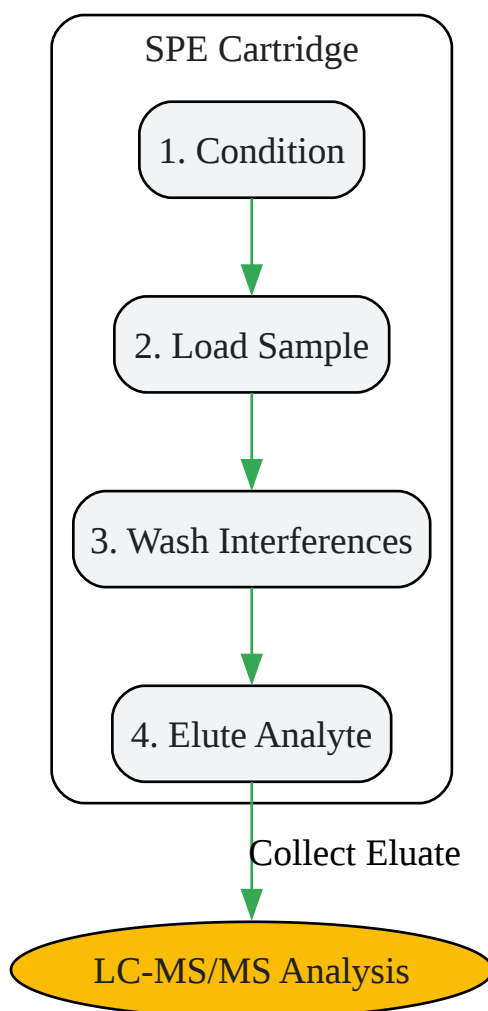 SPE Cartridge
1. Condition
2. Load Sample
3. Wash Interferences
4. Elute Analyte
Collect Eluate
LC-MS/MS Analysis